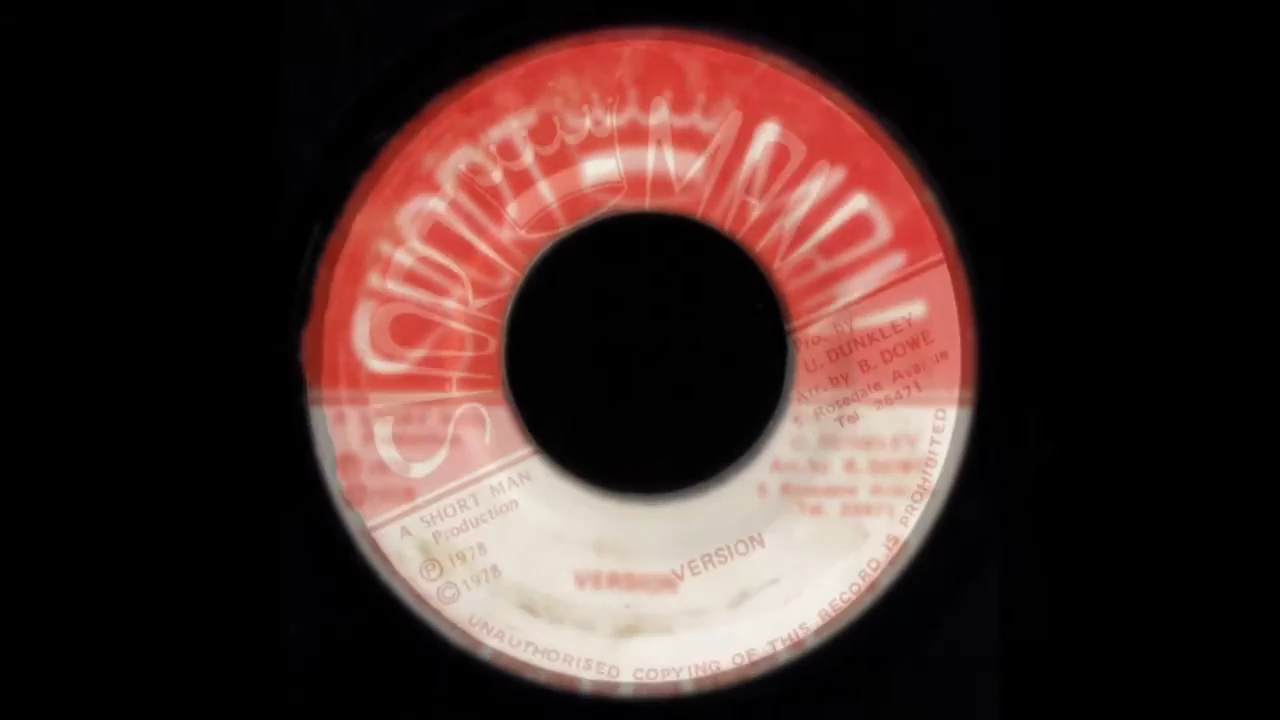 SHORT MAN
Pro. by
U. DUNKLEY
Arr. by B. DOWE
5 Rosedale Avenue
Tel. 26471
A SHORT MAN
Production
Ⓟ 1978
© 1978
VERSION
VERSION
UNAUTHORISED COPYING OF THIS RECORD IS PROHIBITED